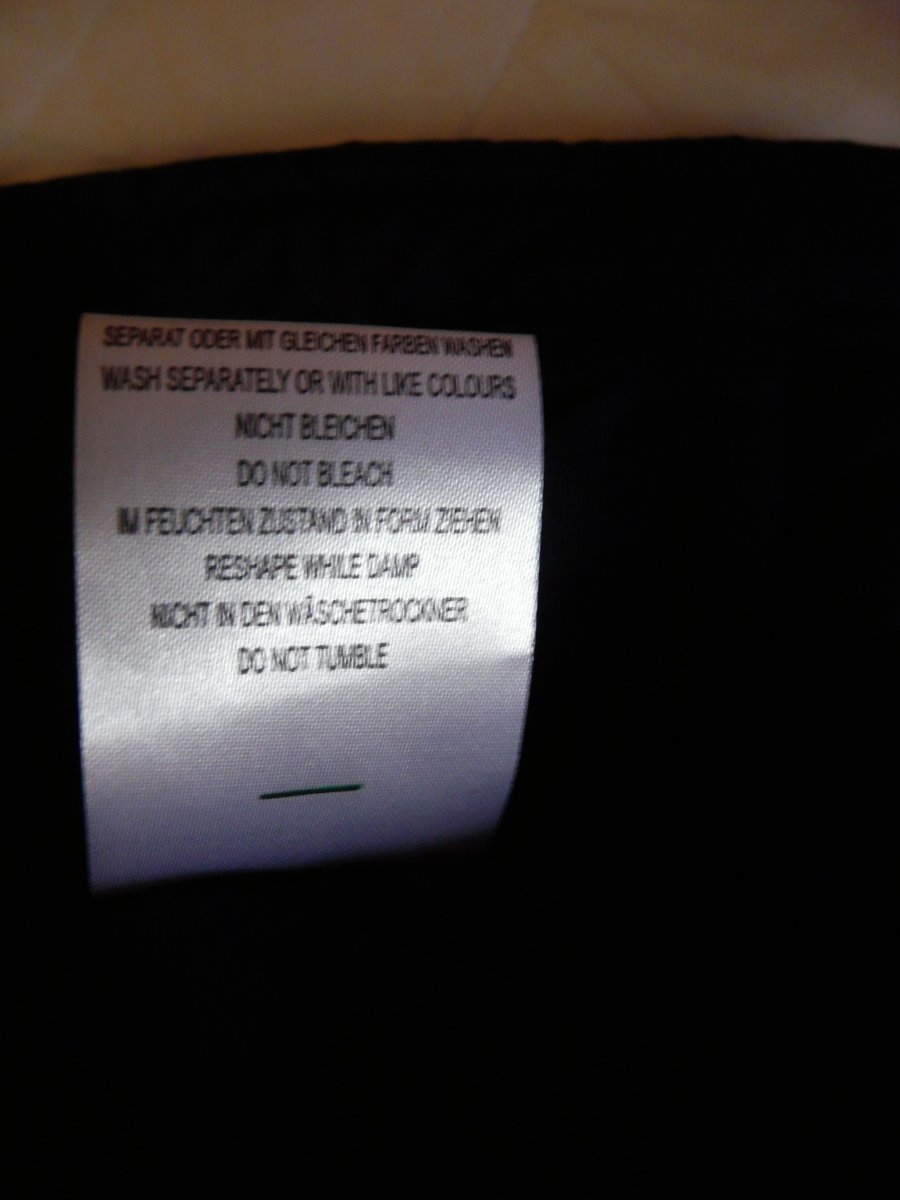 SEPARAT ODER MIT GLEICHEN FARBEN WASHEN
WASH SEPARATELY OR WITH LIKE COLOURS
NICHT BLEICHEN
DO NOT BLEACH
IM FEUCHTEN ZUSTAND IN FORM ZIEHEN
RESHAPE WHILE DAMP
NICHT IN DEN WÄSCHETROCKNER
DO NOT TUMBLE